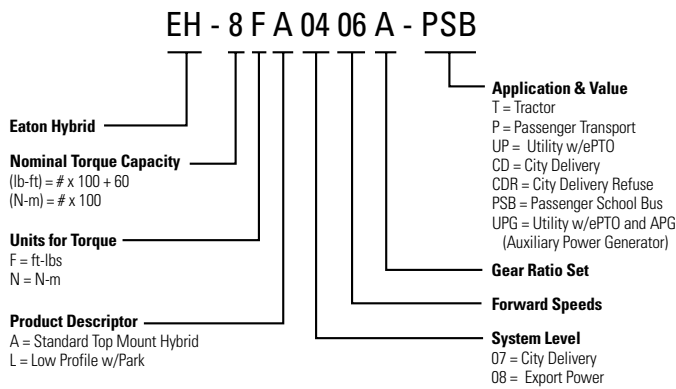 EH - 8 F A 04 06 A - PSB
Eaton Hybrid
Nominal Torque Capacity
(lb-ft) = # x 100 + 60
(N-m) = # x 100
Units for Torque
F = ft-lbs
N = N-m
Product Descriptor
A = Standard Top Mount Hybrid
L = Low Profile w/Park
Application & Value
T = Tractor
P = Passenger Transport
UP = Utility w/ePTO
CD = City Delivery
CDR = City Delivery Refuse
PSB = Passenger School Bus
UPG = Utility w/ePTO and APG
(Auxiliary Power Generator)
Gear Ratio Set
Forward Speeds
System Level
07 = City Delivery
08 = Export Power